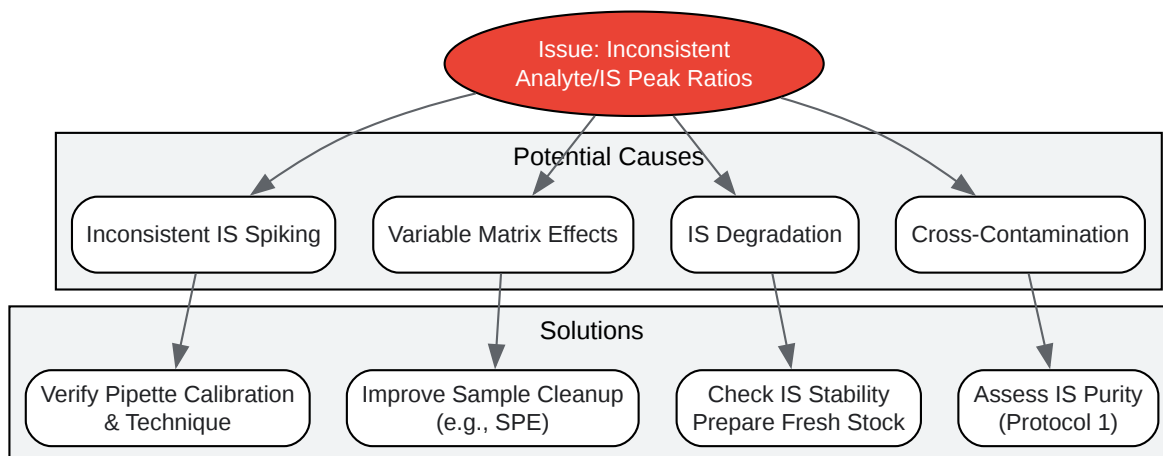 Issue: Inconsistent
Analyte/IS Peak Ratios
Potential Causes
Inconsistent IS Spiking
Variable Matrix Effects
IS Degradation
Cross-Contamination
Solutions
Verify Pipette Calibration
& Technique
Improve Sample Cleanup
(e.g., SPE)
Check IS Stability
Prepare Fresh Stock
Assess IS Purity
(Protocol 1)